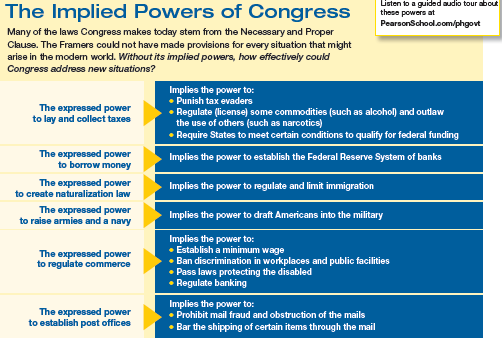 The Implied Powers of Congress
Many of the laws Congress makes today stem from the Necessary and Proper
Clause. The Framers could not have made provisions for every situation that might
arise in the modern world. Without its implied powers, how effectively could
Congress address new situations?
Listen to a guided audio tour about
these powers at
PearsonSchool.com/phgovt
The expressed power
to lay and collect taxes
Implies the power to:
• Punish tax evaders
• Regulate (license) some commodities (such as alcohol) and outlaw
the use of others (such as narcotics)
• Require States to meet certain conditions to qualify for federal funding
The expressed power
to borrow money
Implies the power to establish the Federal Reserve System of banks
The expressed power
to create naturalization law
Implies the power to regulate and limit immigration
The expressed power
to raise armies and a navy
Implies the power to draft Americans into the military
The expressed power
to regulate commerce
Implies the power to:
• Establish a minimum wage
• Ban discrimination in workplaces and public facilities
• Pass laws protecting the disabled
• Regulate banking
The expressed power
to establish post offices
Implies the power to:
• Prohibit mail fraud and obstruction of the mails
• Bar the shipping of certain items through the mail